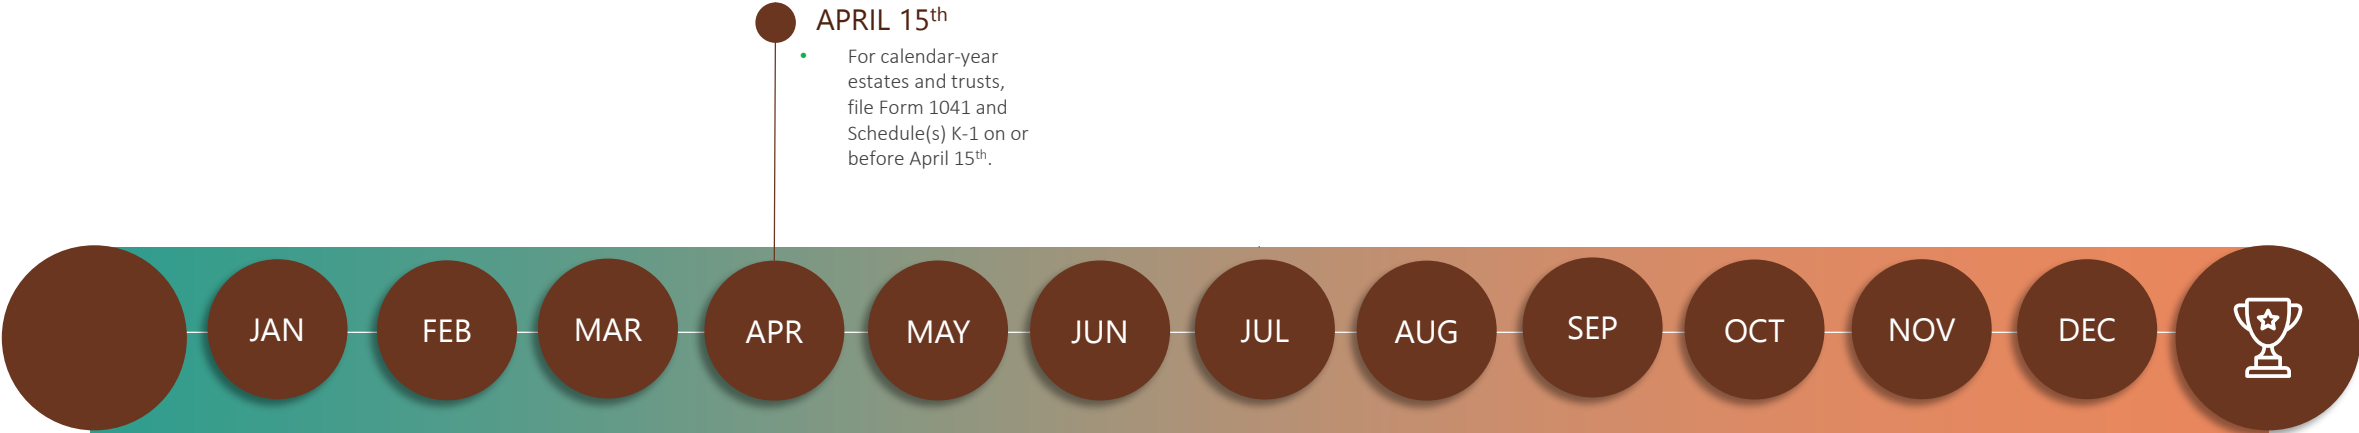 APRIL 15th
• For calendar-year
estates and trusts,
file Form 1041 and
Schedule(s) K-1 on or
before April 15th.
JAN FEB MAR APR MAY JUN JUL AUG SEP OCT NOV DEC